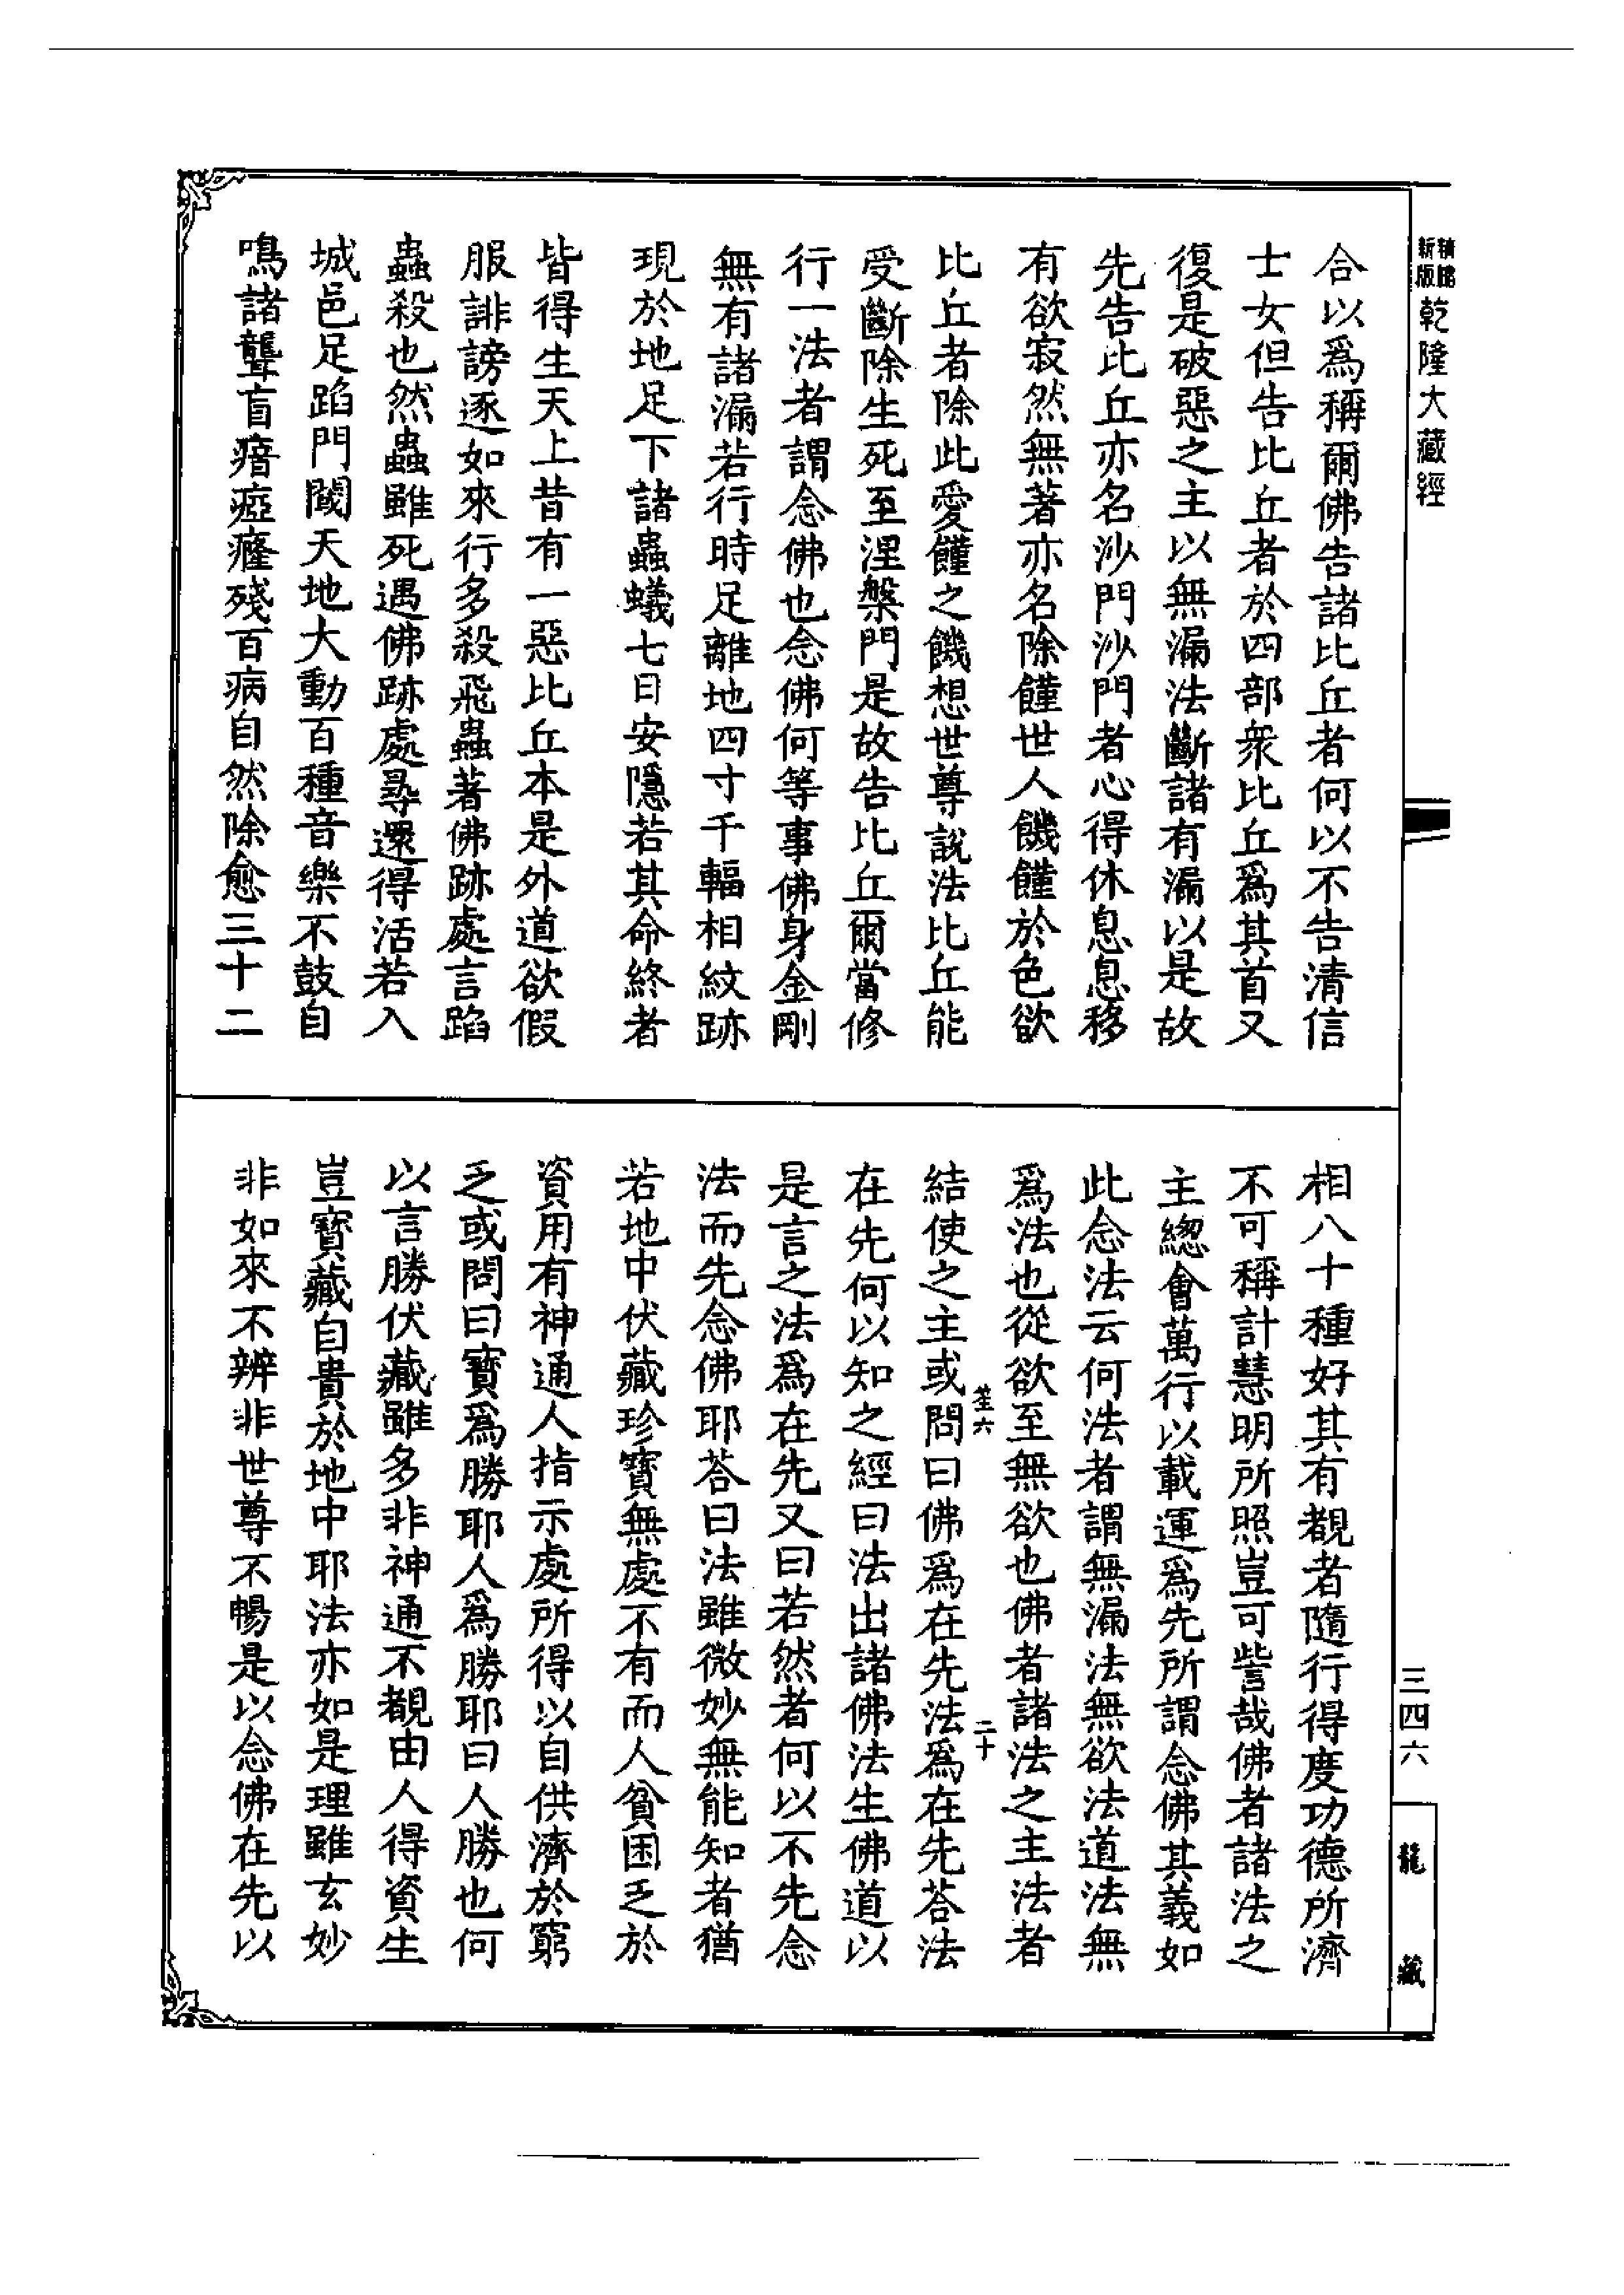 新版
乾隆大藏經
合以爲稱爾佛告諸比丘者何以不告清信
士女但告比丘者於四部衆比丘爲其首又
復是破惡之主以無漏法斷諸有漏以是故
先告比丘亦名沙門沙門者心得休息息移
有欲寂然無著亦名除饉世人饑饉於色欲
比丘者除此愛饉之饑想世尊說法比丘能
受斷除生死至涅槃門是故告比丘爾當修
行一法者謂念佛也念佛何等事佛身金剛
無有諸漏若行時足離地四寸千輻相紋跡
現於地足下諸蟲蟻七日安隱若其命終者
皆得生天上昔有一惡比丘本是外道欲假
服誹謗逐如來行多殺飛蟲著佛跡處言蹈
蟲殺也然蟲雖死遇佛跡處尋還得活若入
城邑足蹈門閾天地大動百種音樂不鼓自
鳴諸聾盲瘖瘂癃殘百病自然除愈三十二
相八十種好其有覩者隨行得度功德所濟
不可稱計慧明所照豈可訾哉佛者諸法之
主總會萬行以載運爲先所謂念佛其義如
此念法云何法者謂無漏法無欲法道法無
爲法也從欲至無欲也佛者諸法之主法者
結使之主或問曰佛爲在先法爲在先荅法
笙六
二十
在先何以知之經曰法出諸佛法生佛道以
是言之法爲在先又曰若然者何以不先念
法而先念佛耶荅曰法雖微妙無能知者猶
若地中伏藏珍寶無處不有而人貧困乏於
資用有神通人指示處所得以自供濟於窮
乏或問曰寶爲勝耶人爲勝耶曰人勝也何
以言勝伏藏雖多非神通不覩由人得資生
豈寶藏自貴於地中耶法亦如是理雖玄妙
非如來不辨非世尊不暢是以念佛在先以
三四六
龍藏